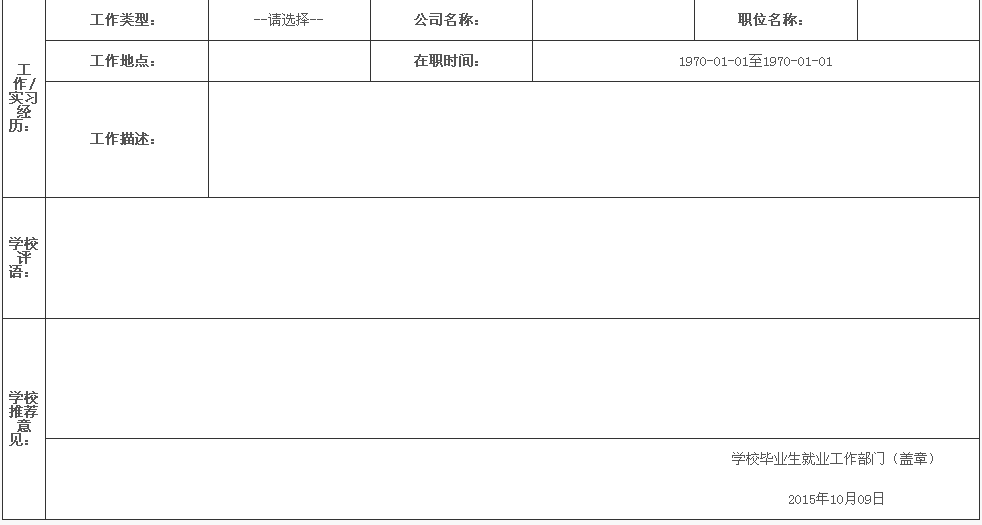 工作类型： --请选择-- 公司名称： 职位名称：
工
作/
实习
经
历：
工作地点： 在职时间： 1970-01-01至1970-01-01
工作描述：
学校
评
语：
学校
推荐
意
见：
学校毕业生就业工作部门（盖章）
2015年10月09日